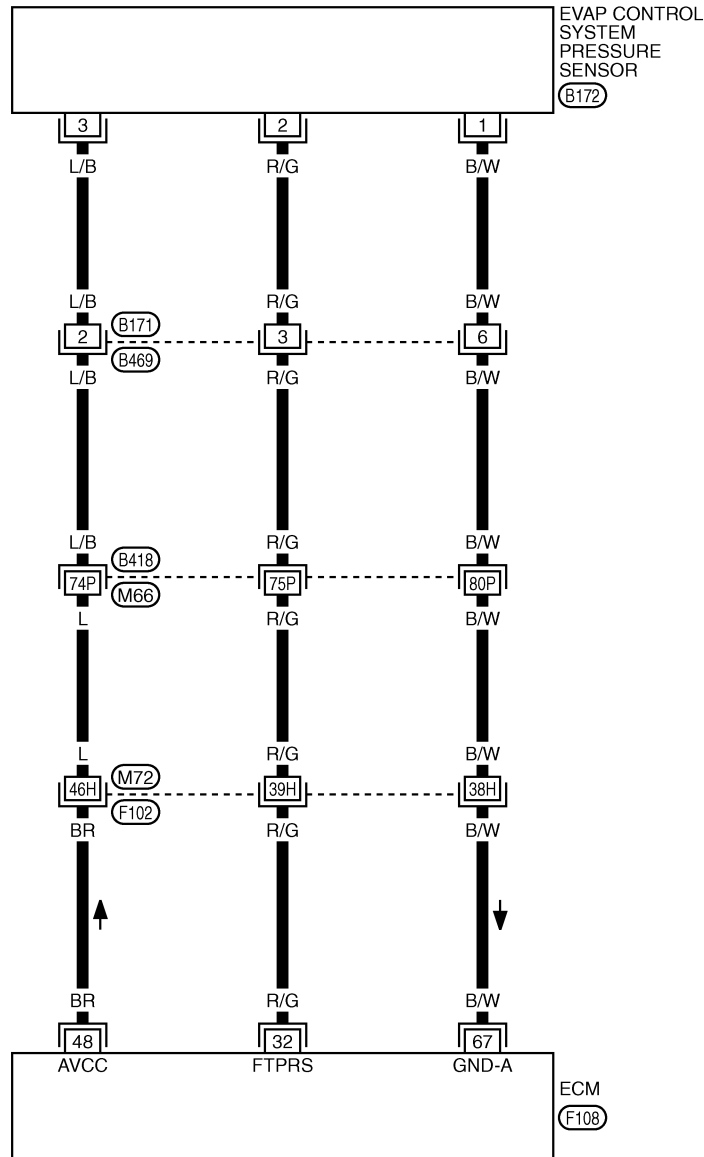 EVAP CONTROL
SYSTEM
PRESSURE
SENSOR
B172
3 2 1
L/B R/G B/W
L/B R/G B/W
B171
2 3 6
B469
L/B R/G B/W
L/B R/G B/W
B418
74P 75P 80P
M66
L R/G B/W
L R/G B/W
M72
46H 39H 38H
F102
BR R/G B/W
BR R/G B/W
48 32 67
AVCC FTPRS GND-A
ECM
F108